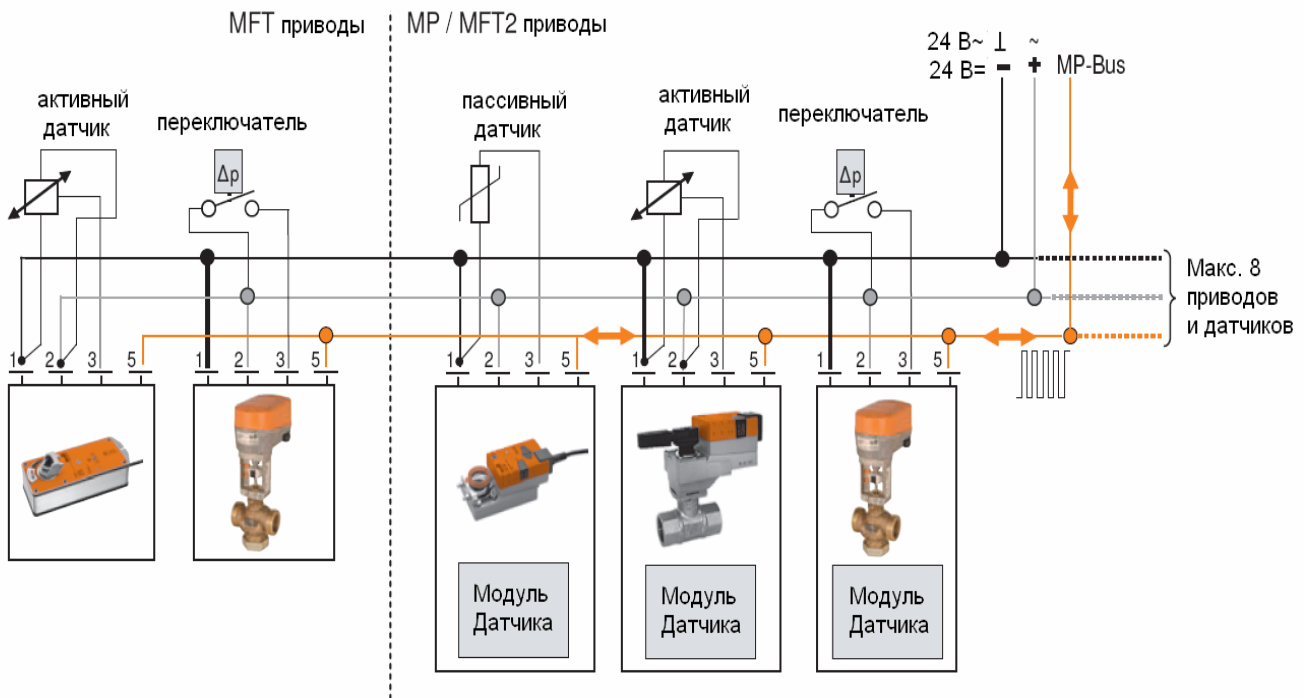 MFT приводы
MP / MFT2 приводы
24 В~ ⊥ ~
24 В= − + MP-Bus
активный
датчик
переключатель
пассивный
датчик
активный
датчик
переключатель
Δp
Δp
Макс. 8
приводов
и датчиков
1 2 3 5
1 2 3 5
1 2 3 5
1 2 3 5
1 2 3 5
Модуль
Датчика
Модуль
Датчика
Модуль
Датчика